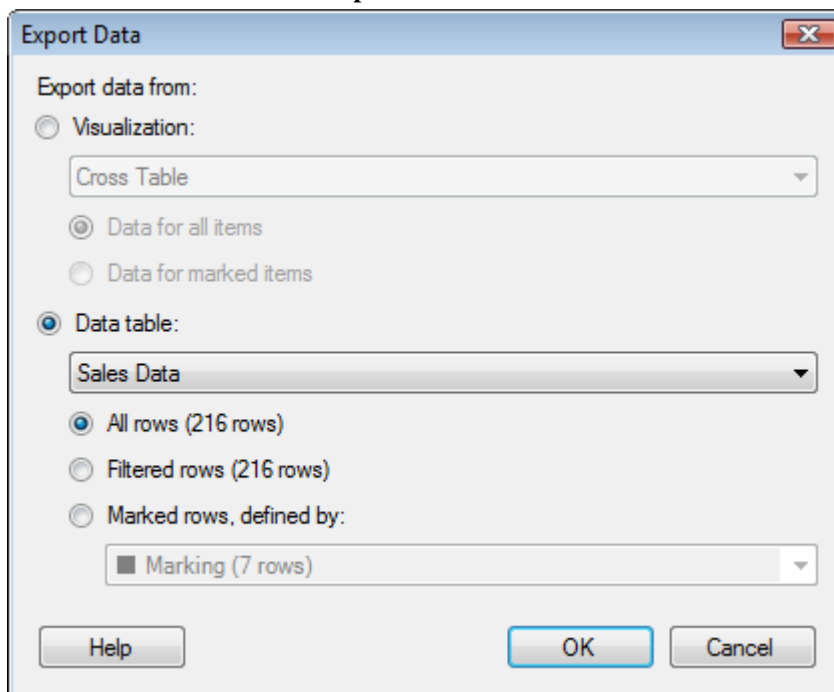 Export Data
Export data from:
Visualization:
Cross Table
Data for all items
Data for marked items
Data table:
Sales Data
All rows (216 rows)
Filtered rows (216 rows)
Marked rows, defined by:
Marking (7 rows)
Help OK Cancel